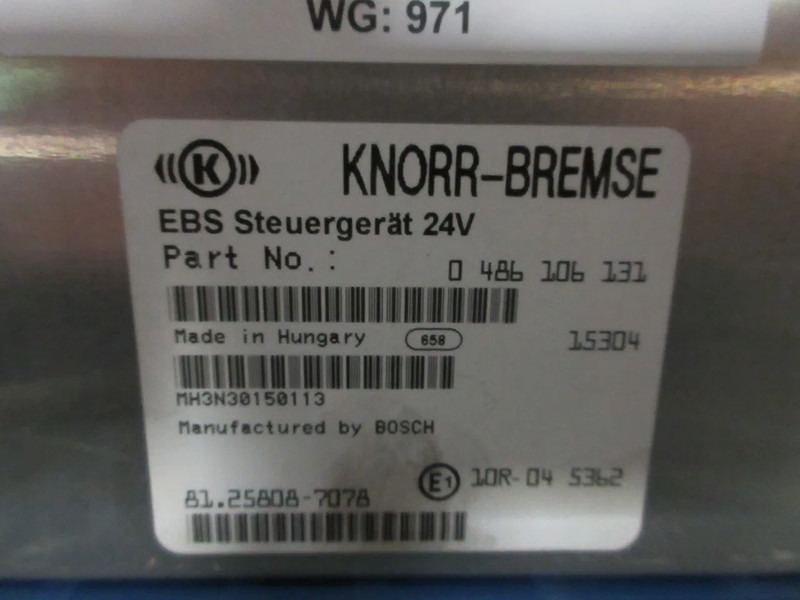 WG: 971
K KNORR-BREMSE
EBS Steuergerät 24V
Part No.: 0 486 106 131
Made in Hungary 658 15304
MH3N30150113
Manufactured by BOSCH
E1 10R-04 5362
81.25808-7078